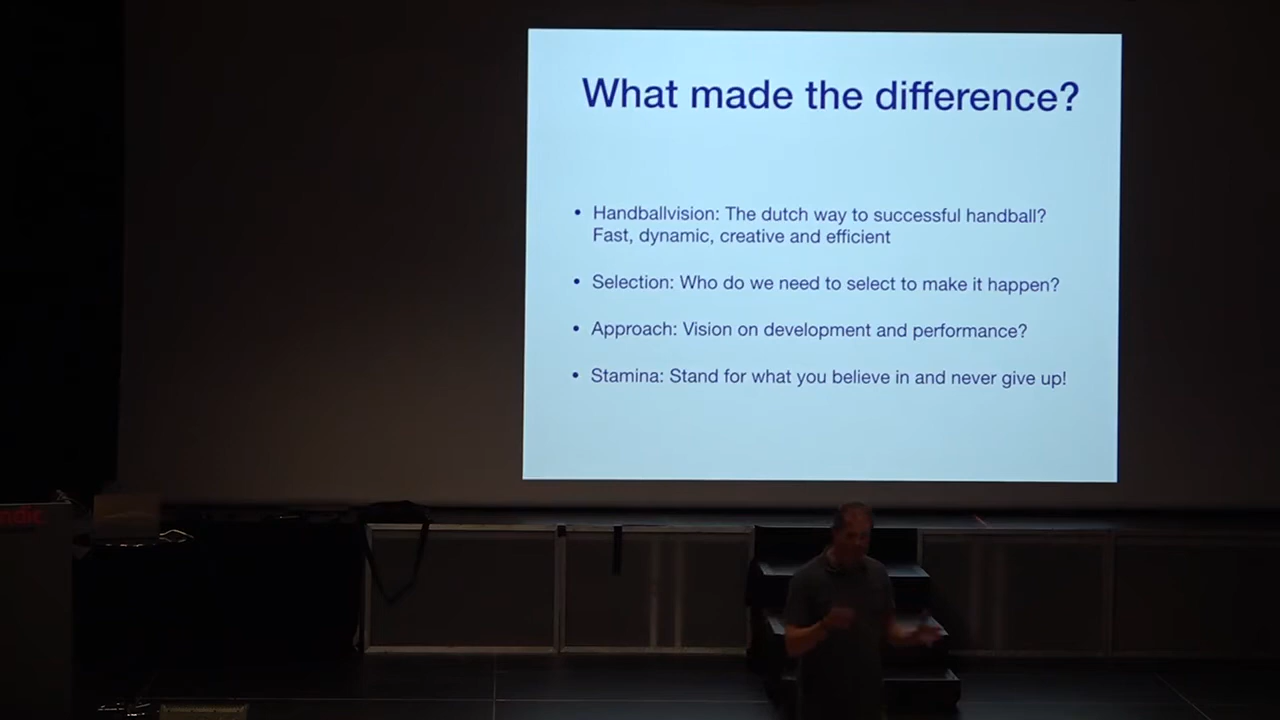 What made the difference?
• Handballvision: The dutch way to successful handball?
Fast, dynamic, creative and efficient
• Selection: Who do we need to select to make it happen?
• Approach: Vision on development and performance?
• Stamina: Stand for what you believe in and never give up!
ndic